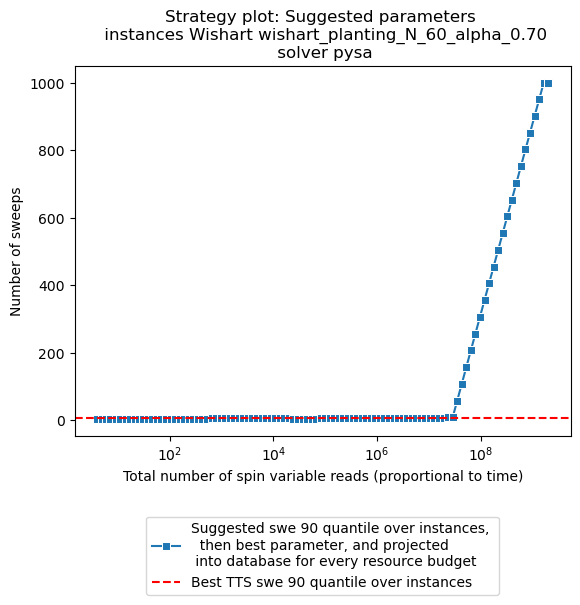 Strategy plot: Suggested parameters
instances Wishart wishart_planting_N_60_alpha_0.70
solver pysa
1000
800
600
400
200
0
Number of sweeps
10^2
10^4
10^6
10^8
Total number of spin variable reads (proportional to time)
Suggested swe 90 quantile over instances,
then best parameter, and projected
into database for every resource budget
Best TTS swe 90 quantile over instances